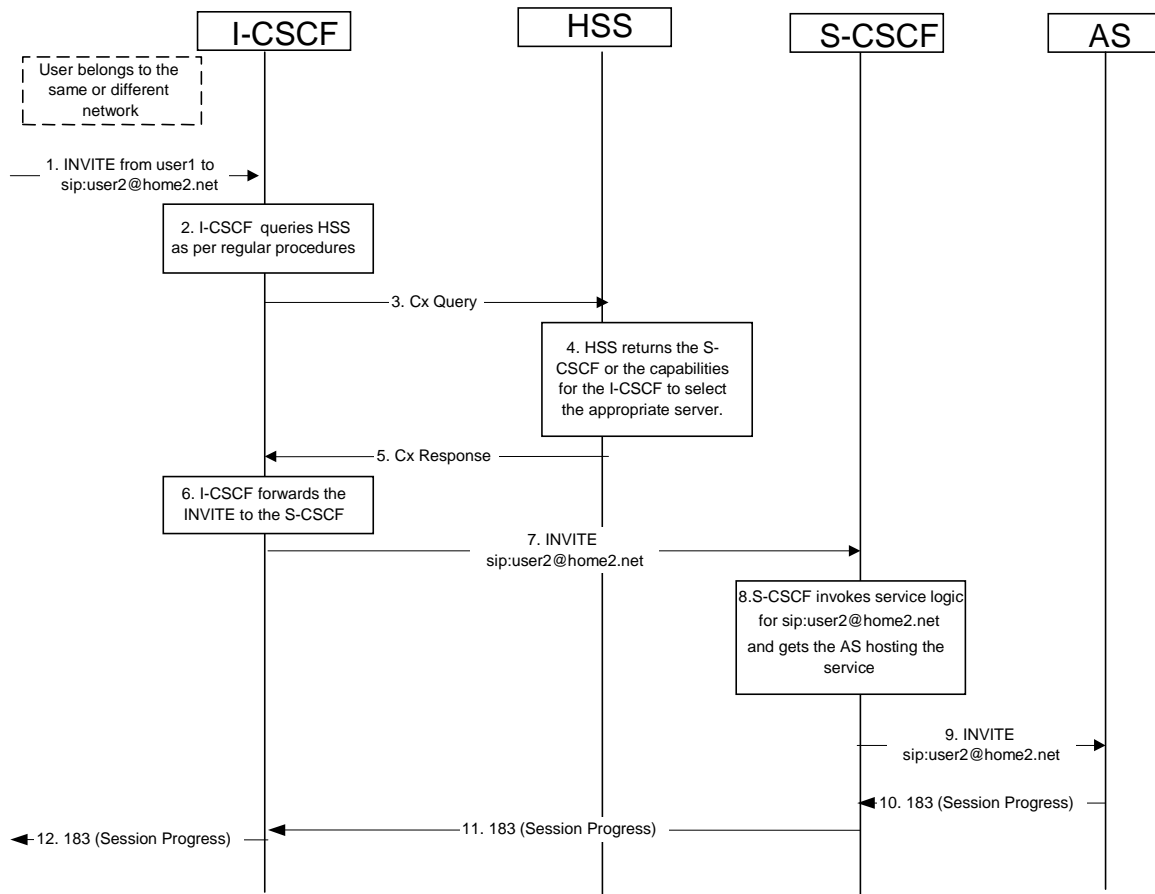 I-CSCF
HSS
S-CSCF
AS
User belongs to the
same or different
network
1. INVITE from user1 to
sip:user2@home2.net
2. I-CSCF queries HSS
as per regular procedures
3. Cx Query
4. HSS returns the S-
CSCF or the capabilities
for the I-CSCF to select
the appropriate server.
5. Cx Response
6. I-CSCF forwards the
INVITE to the S-CSCF
7. INVITE
sip:user2@home2.net
8.S-CSCF invokes service logic
for sip:user2@home2.net
and gets the AS hosting the
service
9. INVITE
sip:user2@home2.net
10. 183 (Session Progress)
11. 183 (Session Progress)
12. 183 (Session Progress)